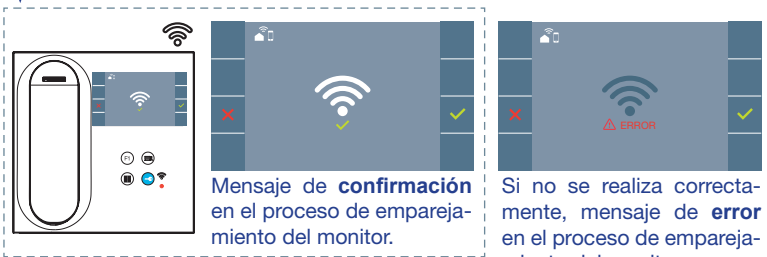 F1
Mensaje de confirmación
en el proceso de empareja-
miento del monitor.
ERROR
Si no se realiza correcta-
mente, mensaje de error
en el proceso de empareja-